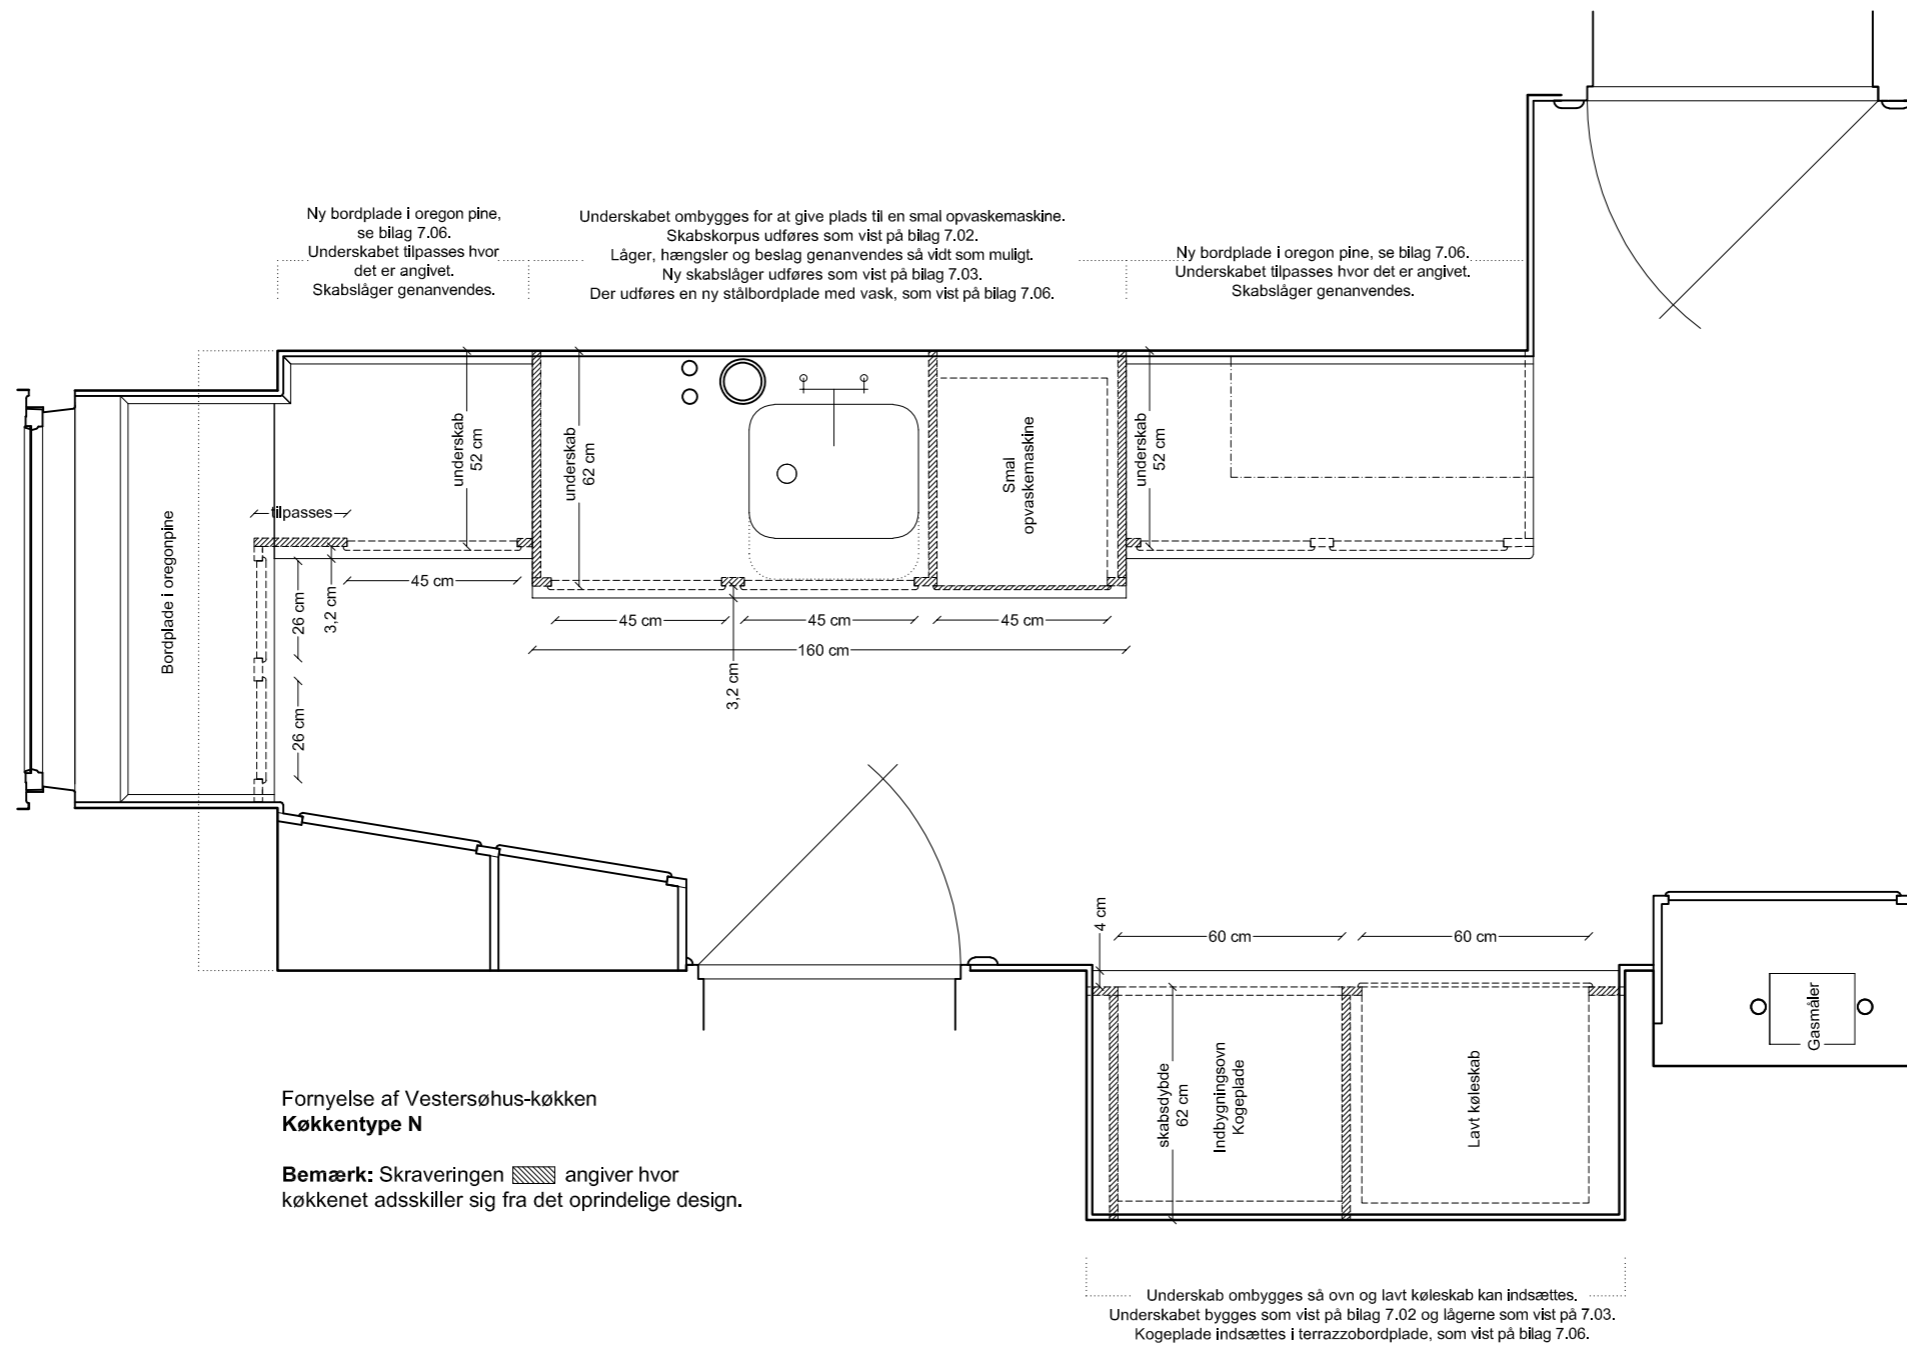 Ny bordplade i oregon pine,
se bilag 7.06.
Underskabet tilpasses hvor
det er angivet.
Skabslåger genanvendes.
Underskabet ombygges for at give plads til en smal opvaskemaskine.
Skabskorpus udføres som vist på bilag 7.02.
Låger, hængsler og beslag genanvendes så vidt som muligt.
Ny skabslåger udføres som vist på bilag 7.03.
Der udføres en ny stålbordplade med vask, som vist på bilag 7.06.
Ny bordplade i oregon pine, se bilag 7.06.
Underskabet tilpasses hvor det er angivet.
Skabslåger genanvendes.
underskab
52 cm
underskab
62 cm
Smal
opvaskemaskine
underskab
52 cm
Bordplade i oregonpine
tilpasses
45 cm
26 cm
3,2 cm
26 cm
45 cm
45 cm
45 cm
160 cm
3,2 cm
4 cm
60 cm
60 cm
skabsdybde
62 cm
Indbygningsovn
Kogeplade
Lavt køleskab
Gasmåler
Fornyelse af Vestersøhus-køkken
Køkkentype N
Bemærk: Skraveringen angiver hvor
køkkenet adsskiller sig fra det oprindelige design.
Underskab ombygges så ovn og lavt køleskab kan indsættes.
Underskabet bygges som vist på bilag 7.02 og lågerne som vist på 7.03.
Kogeplade indsættes i terrazzobordplade, som vist på bilag 7.06.